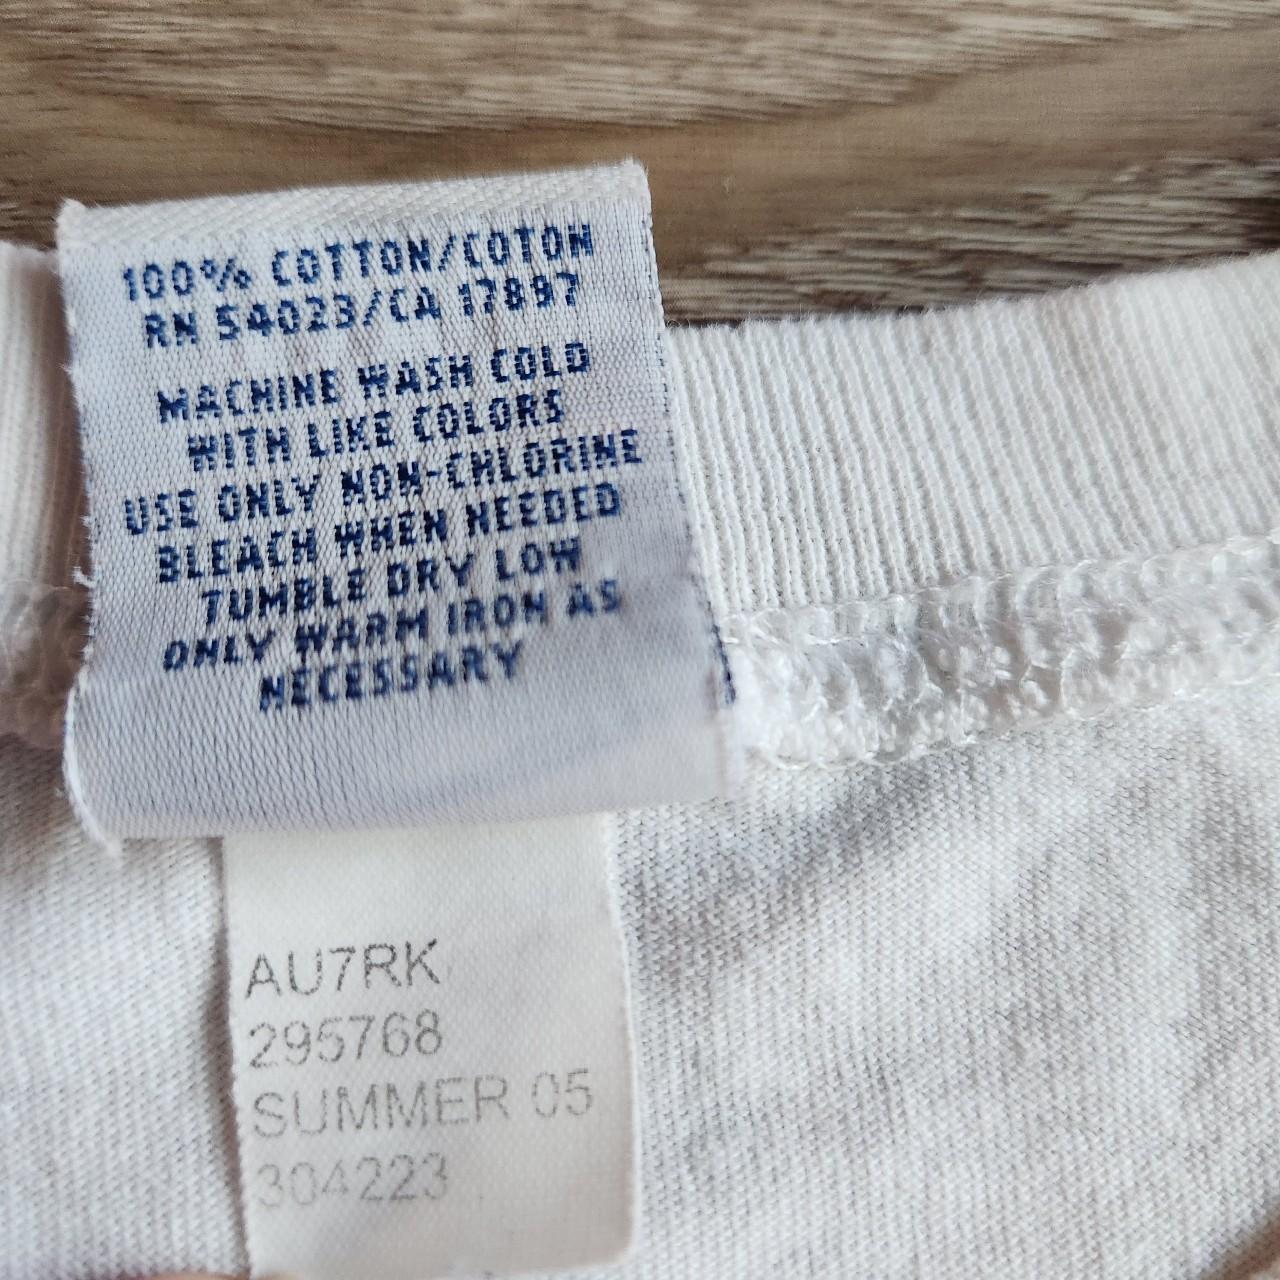 100% COTTON/COTON
RN 54023/CA 17897
MACHINE WASH COLD
WITH LIKE COLORS
USE ONLY NON-CHLORINE
BLEACH WHEN NEEDED
TUMBLE DRY LOW
ONLY WARM IRON AS
NECESSARY
AU7RK
295768
SUMMER 05
304223